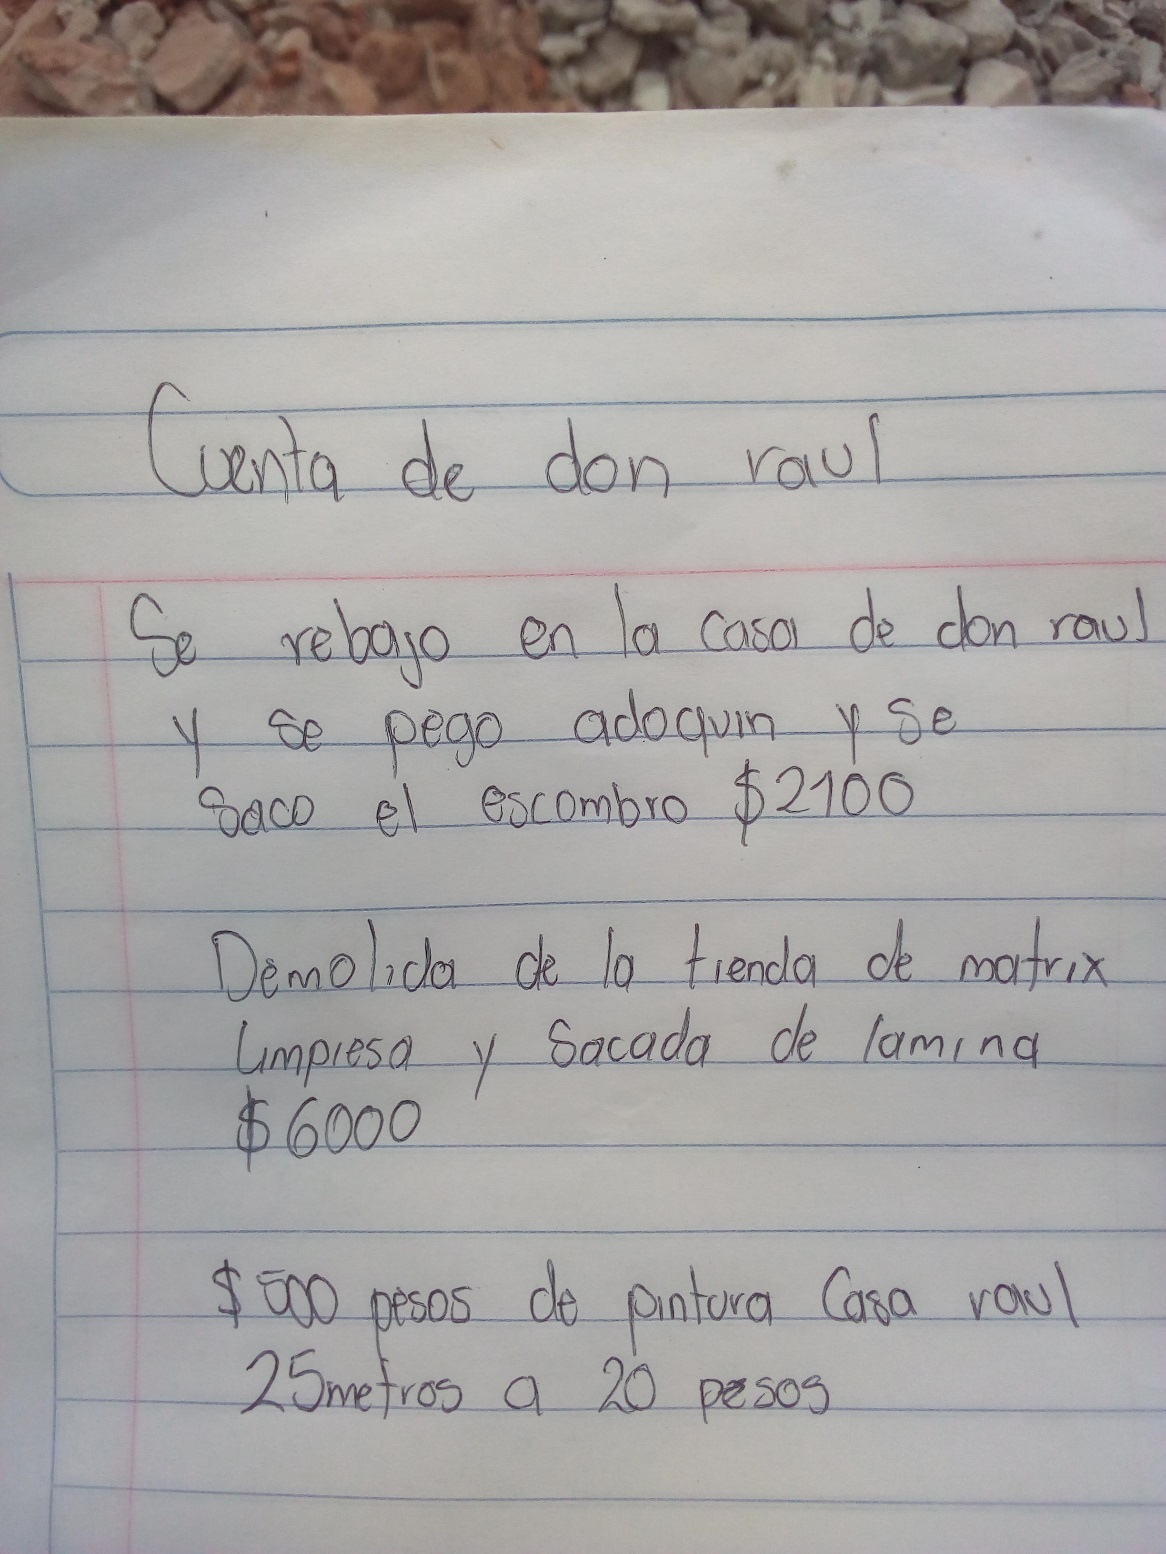 Cuenta de don raul
Se rebajo en la casa de don raul
y se pego adoquin y se
saco el escombro $2100
Demolida de la tienda de matrix
Limpiesa y Sacada de lamina
$6000
$500 pesos de pintura Casa raul
25metros a 20 pesos